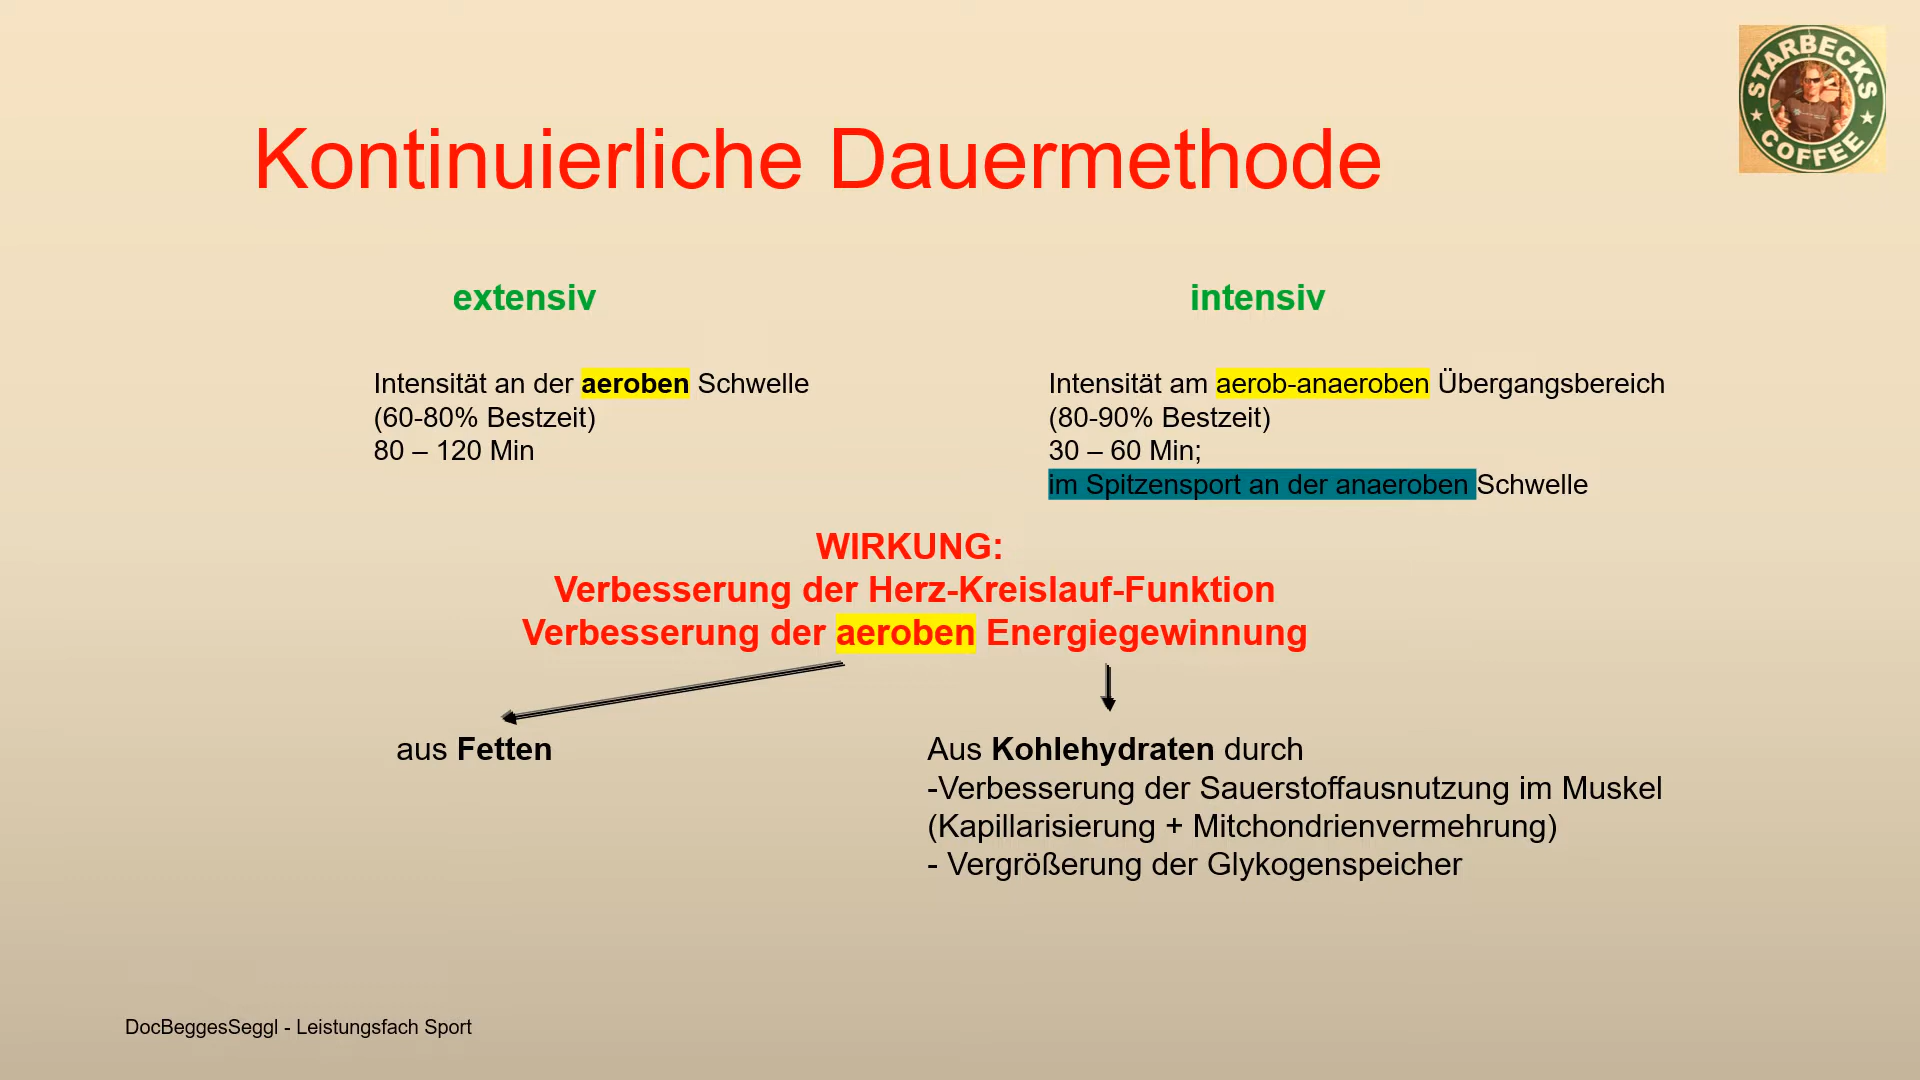 STARBECKS
COFFEE
Kontinuierliche Dauermethode
extensiv
intensiv
Intensität an der aeroben Schwelle
(60-80% Bestzeit)
80 – 120 Min
Intensität am aerob-anaeroben Übergangsbereich
(80-90% Bestzeit)
30 – 60 Min;
im Spitzensport an der anaeroben Schwelle
WIRKUNG:
Verbesserung der Herz-Kreislauf-Funktion
Verbesserung der aeroben Energiegewinnung
aus Fetten
Aus Kohlehydraten durch
-Verbesserung der Sauerstoffausnutzung im Muskel
(Kapillarisierung + Mitchondrienvermehrung)
- Vergrößerung der Glykogenspeicher
DocBeggesSeggl - Leistungsfach Sport